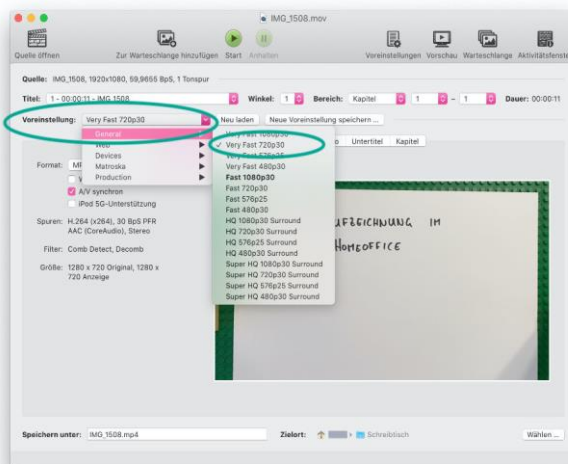 IMG_1508.mov
Quelle öffnen
Zur Warteschlange hinzufügen
Start
Anhalten
Voreinstellungen
Vorschau
Warteschlange
Aktivitätsfenste
Quelle: IMG_1508, 1920x1080, 59,9655 BpS, 1 Tonspur
Titel: 1 - 00:00:11 - IMG_1508
Winkel: 1
Bereich: Kapitel 1 - 1
Dauer: 00:00:11
Voreinstellung: Very Fast 720p30
Neu laden
Neue Voreinstellung speichern ...
General
Web
Devices
Matroska
Production
Very Fast 1080p30
✓ Very Fast 720p30
Very Fast 576p25
Very Fast 480p30
Fast 1080p30
Fast 720p30
Fast 576p25
Fast 480p30
HQ 1080p30 Surround
HQ 720p30 Surround
HQ 576p25 Surround
HQ 480p30 Surround
Super HQ 1080p30 Surround
Super HQ 720p30 Surround
Super HQ 576p25 Surround
Super HQ 480p30 Surround
Untertitel
Kapitel
Format:
A/V synchron
iPod 5G-Unterstützung
Spuren: H.264 (x264), 30 BpS PFR
AAC (CoreAudio), Stereo
Filter: Comb Detect, Decomb
Größe: 1280 x 720 Original, 1280 x
720 Anzeige
UFZEICHNUNG IM
HOMEOFFICE
Speichern unter: IMG_1508.mp4
Zielort:
Schreibtisch
Wählen ...